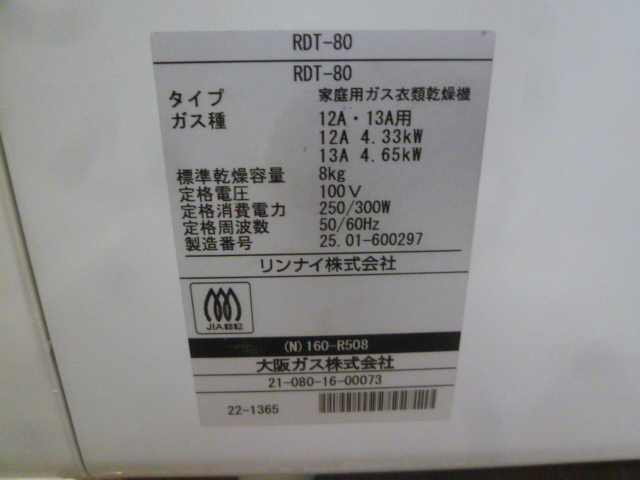 RDT-80
RDT-80
タイプ 家庭用ガス衣類乾燥機
ガス種 12A・13A用
12A 4.33kW
13A 4.65kW
標準乾燥容量 8kg
定格電圧 100V
定格消費電力 250/300W
定格周波数 50/60Hz
製造番号 25.01-600297
リンナイ株式会社
JIA認証
(N)160-R508
大阪ガス株式会社
21-080-16-00073
22-1365